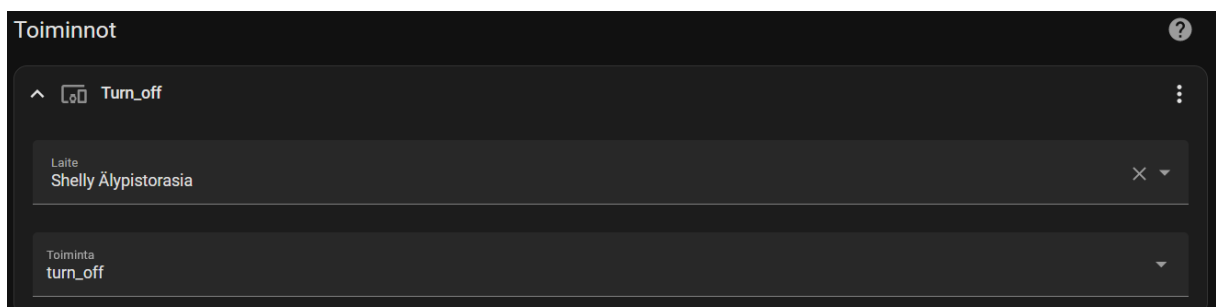 Toiminnot
Turn_off
Laite
Shelly Älypistorasia
Toiminta
turn_off